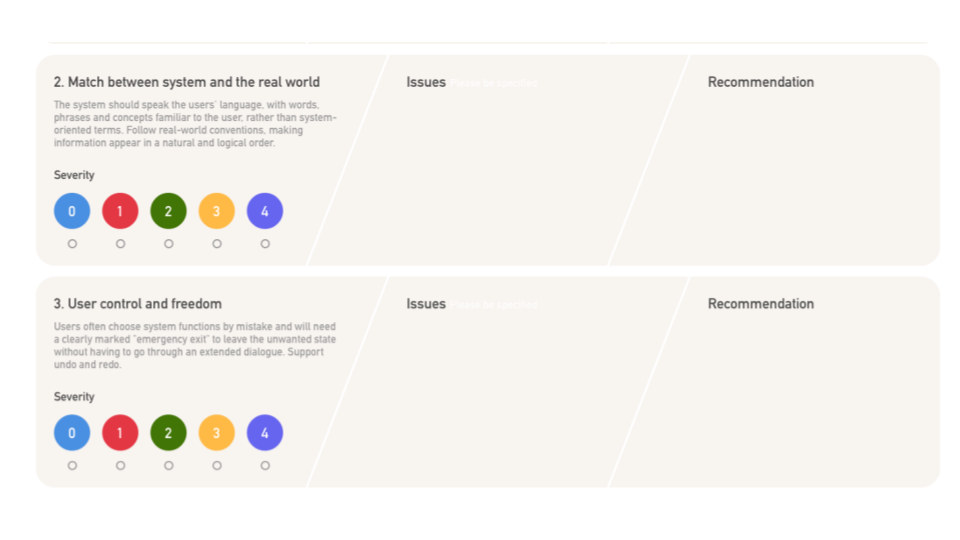 2. Match between system and the real world
The system should speak the users' language, with words,
phrases and concepts familiar to the user, rather than system-
oriented terms. Follow real-world conventions, making
information appear in a natural and logical order.
Severity
0 1 2 3 4
Issues Please be specified
Recommendation
3. User control and freedom
Users often choose system functions by mistake and will need
a clearly marked "emergency exit" to leave the unwanted state
without having to go through an extended dialogue. Support
undo and redo.
Severity
0 1 2 3 4
Issues Please be specified
Recommendation